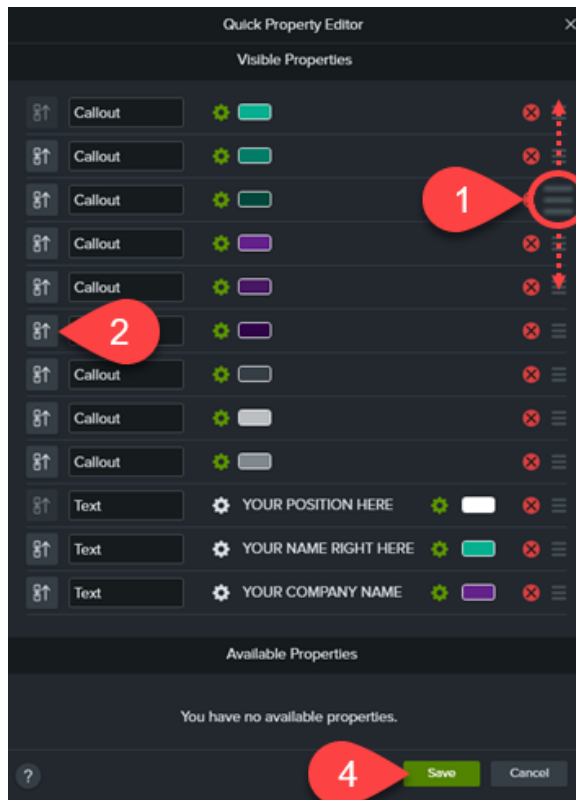 Quick Property Editor
Visible Properties
Callout
Callout
Callout
1
Callout
Callout
2
Callout
Callout
Callout
Text YOUR POSITION HERE
Text YOUR NAME RIGHT HERE
Text YOUR COMPANY NAME
Available Properties
You have no available properties.
? 4 Save Cancel